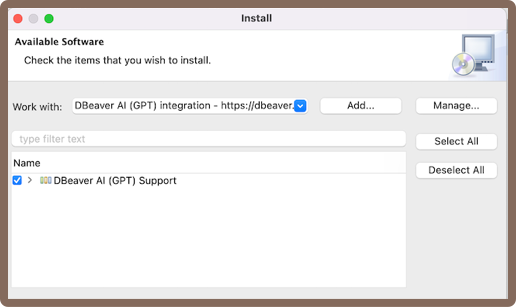 Install
Available Software
Check the items that you wish to install.
Work with: DBeaver AI (GPT) integration - https://dbeaver. Add... Manage...
type filter text
Select All
Name
Deselect All
DBeaver AI (GPT) Support